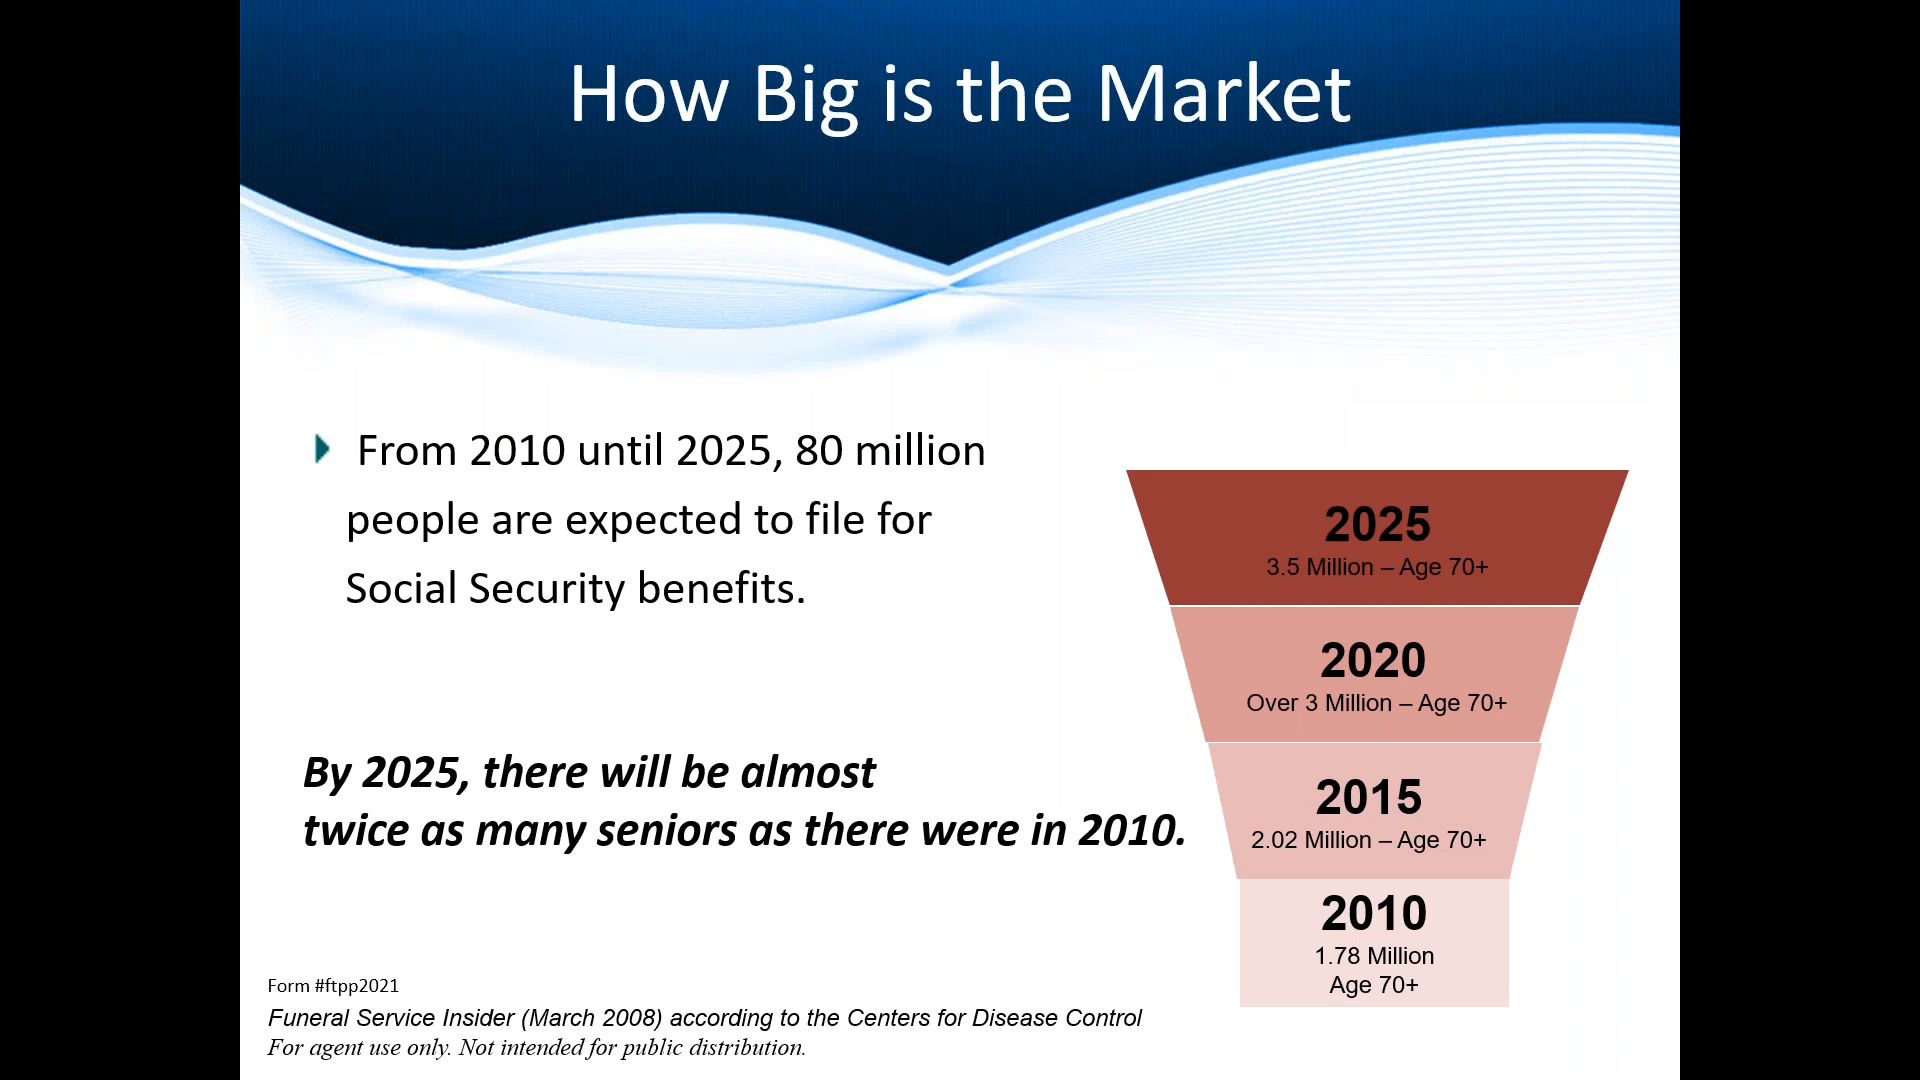 How Big is the Market
From 2010 until 2025, 80 million
people are expected to file for
Social Security benefits.
By 2025, there will be almost
twice as many seniors as there were in 2010.
2025
3.5 Million – Age 70+
2020
Over 3 Million – Age 70+
2015
2.02 Million – Age 70+
2010
1.78 Million
Age 70+
Form #ftpp2021
Funeral Service Insider (March 2008) according to the Centers for Disease Control
For agent use only. Not intended for public distribution.